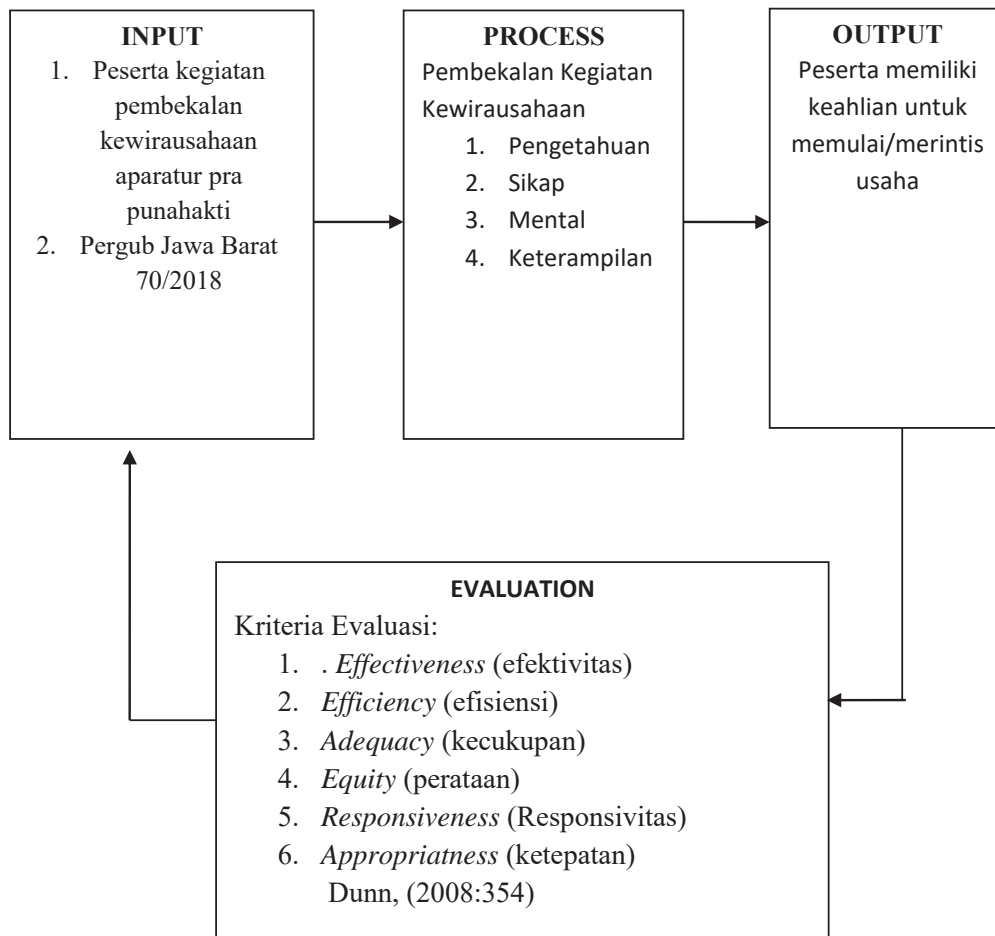 INPUT
1. Peserta kegiatan
pembekalan
kewirausahaan
aparatur pra
punahakti
2. Pergub Jawa Barat
70/2018
PROCESS
Pembekalan Kegiatan
Kewirausahaan
1. Pengetahuan
2. Sikap
3. Mental
4. Keterampilan
OUTPUT
Peserta memiliki
keahlian untuk
memulai/merintis
usaha
EVALUATION
Kriteria Evaluasi:
1. . Effectiveness (efektivitas)
2. Efficiency (efisiensi)
3. Adequacy (kecukupan)
4. Equity (perataan)
5. Responsiveness (Responsivitas)
6. Appropriatness (ketepatan)
Dunn, (2008:354)